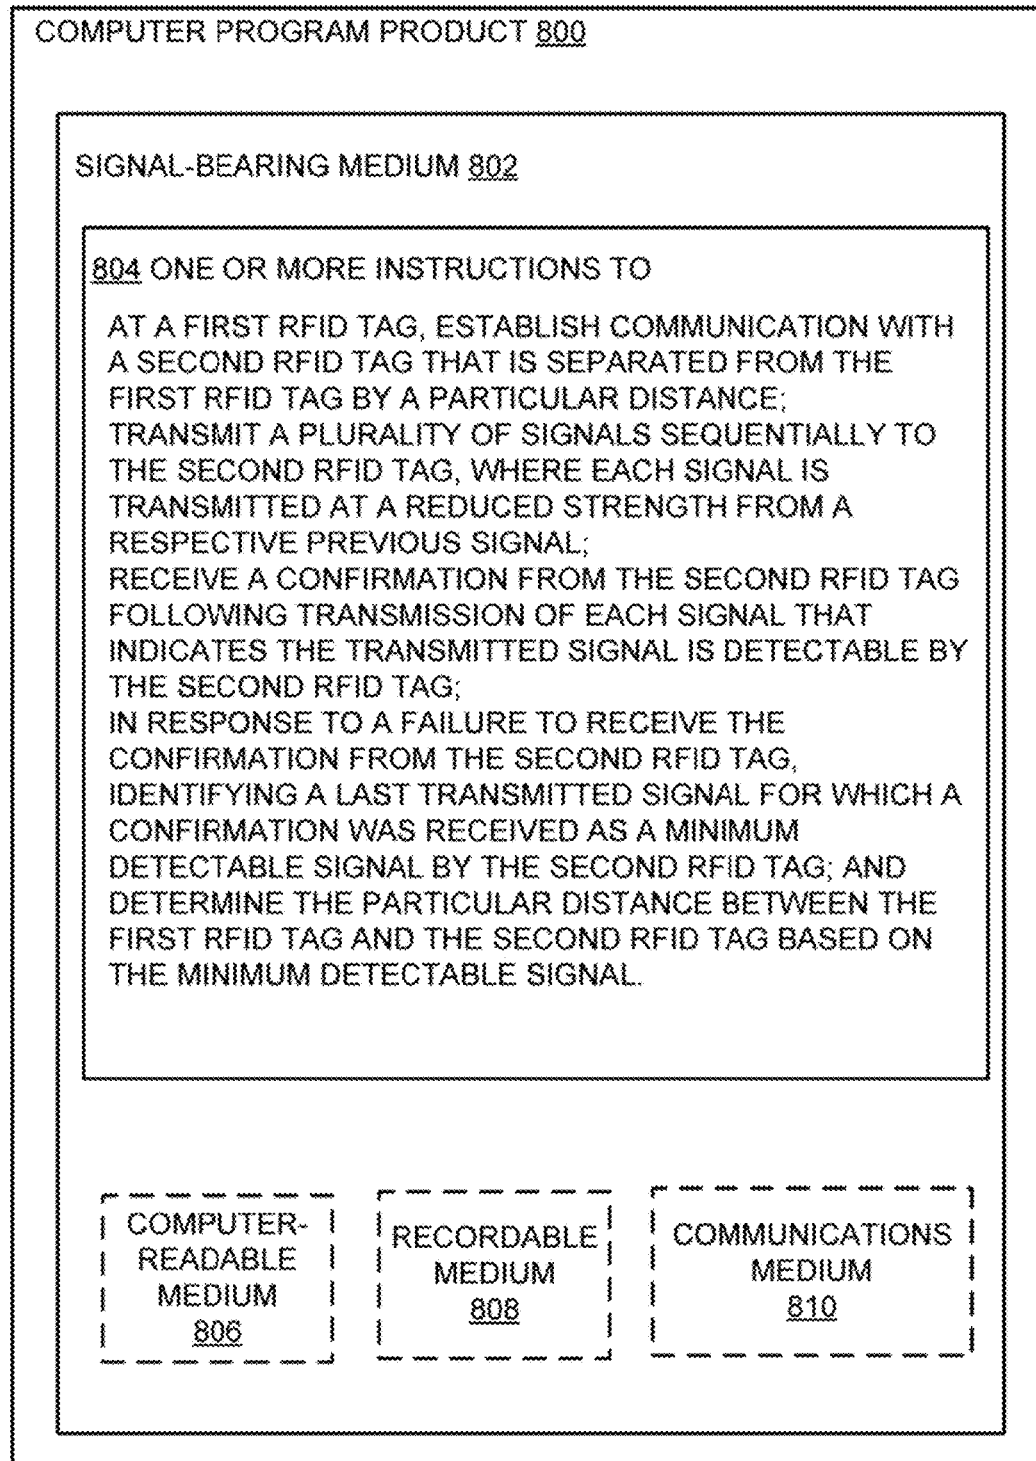 COMPUTER PROGRAM PRODUCT 800
SIGNAL-BEARING MEDIUM 802
804 ONE OR MORE INSTRUCTIONS TO
AT A FIRST RFID TAG, ESTABLISH COMMUNICATION WITH
A SECOND RFID TAG THAT IS SEPARATED FROM THE
FIRST RFID TAG BY A PARTICULAR DISTANCE;
TRANSMIT A PLURALITY OF SIGNALS SEQUENTIALLY TO
THE SECOND RFID TAG, WHERE EACH SIGNAL IS
TRANSMITTED AT A REDUCED STRENGTH FROM A
RESPECTIVE PREVIOUS SIGNAL;
RECEIVE A CONFIRMATION FROM THE SECOND RFID TAG
FOLLOWING TRANSMISSION OF EACH SIGNAL THAT
INDICATES THE TRANSMITTED SIGNAL IS DETECTABLE BY
THE SECOND RFID TAG;
IN RESPONSE TO A FAILURE TO RECEIVE THE
CONFIRMATION FROM THE SECOND RFID TAG,
IDENTIFYING A LAST TRANSMITTED SIGNAL FOR WHICH A
CONFIRMATION WAS RECEIVED AS A MINIMUM
DETECTABLE SIGNAL BY THE SECOND RFID TAG; AND
DETERMINE THE PARTICULAR DISTANCE BETWEEN THE
FIRST RFID TAG AND THE SECOND RFID TAG BASED ON
THE MINIMUM DETECTABLE SIGNAL.
COMPUTER-
READABLE
MEDIUM
806
RECORDABLE
MEDIUM
808
COMMUNICATIONS
MEDIUM
810